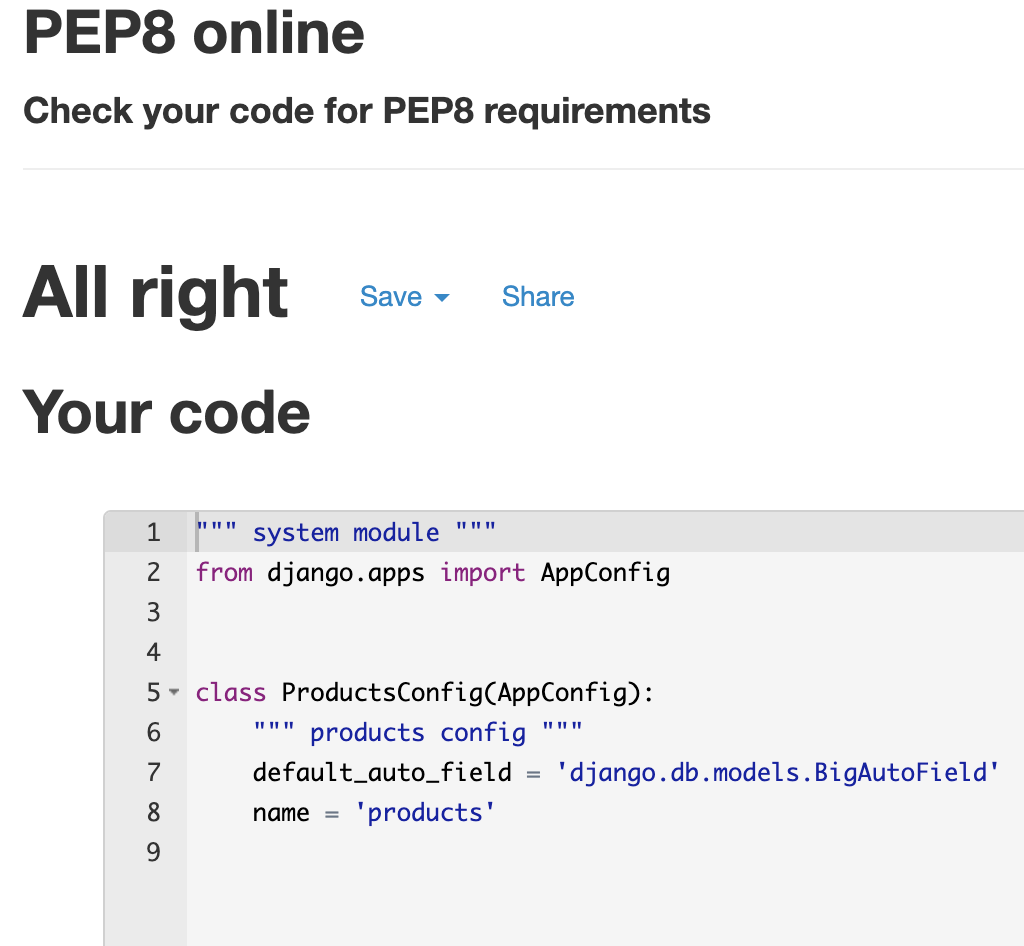 PEP8 online
Check your code for PEP8 requirements
All right Save Share
Your code
1 """ system module """
2 from django.apps import AppConfig
3
4
5 class ProductsConfig(AppConfig):
6     """ products config """
7     default_auto_field = 'django.db.models.BigAutoField'
8     name = 'products'
9